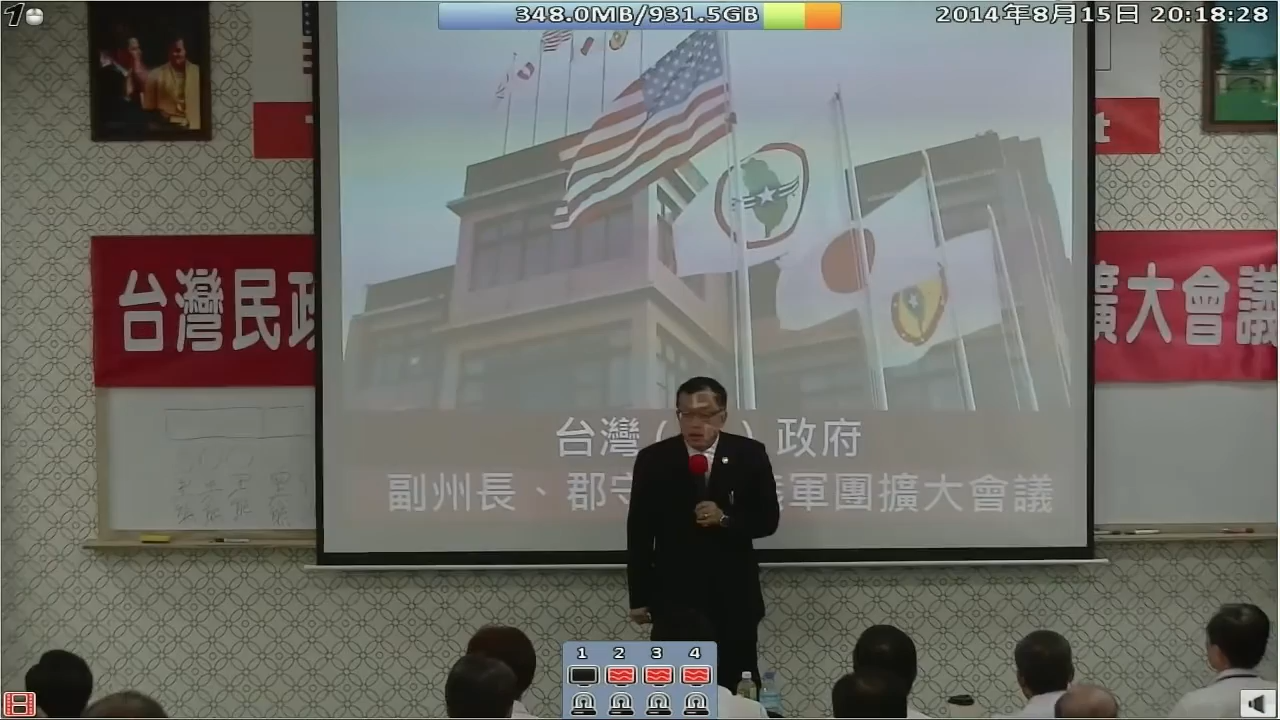 1
348.0MB/931.5GB
2014年8月15日 20:18:28
t
台灣民政
擴大會議
台灣( )政府
副州長、郡守 軍團擴大會議
1 2 3 4